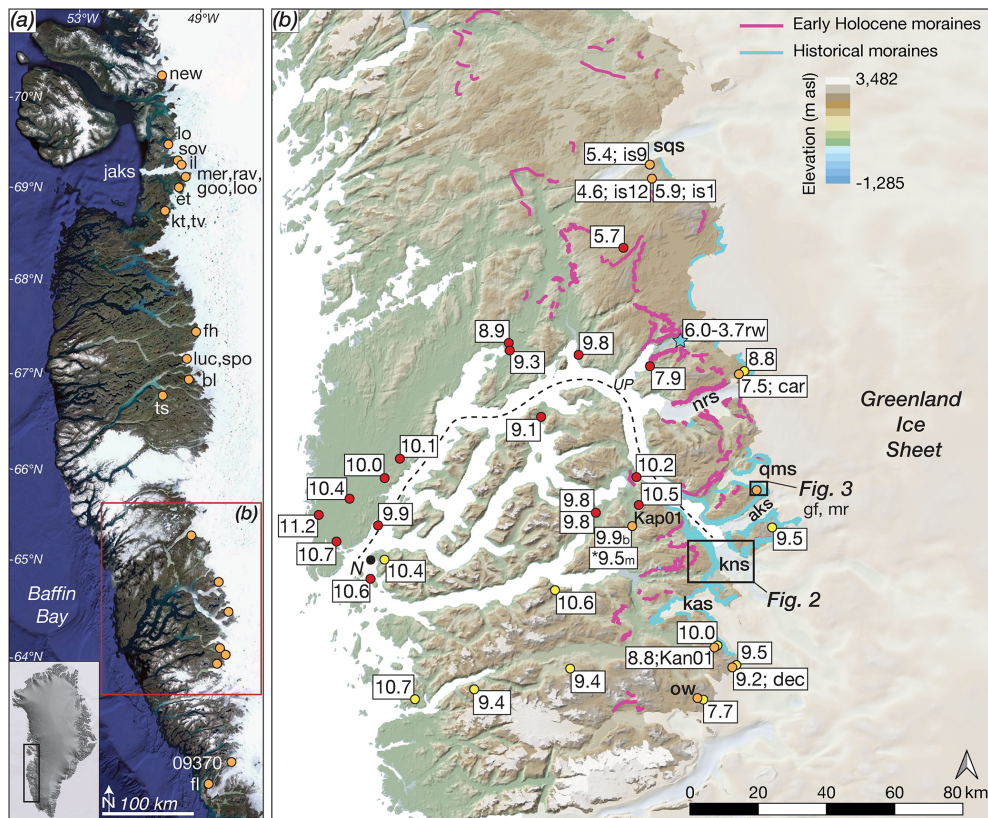 (a)
53°W
49°W
new
70°N
lo
sov
il
jaks
mer,rav,
goo,loo
69°N
et
kt,tv
68°N
fh
luc,spo
67°N
bl
ts
66°N
(b)
65°N
Baffin
Bay
64°N
09370
fl
N
100 km
(b)
Early Holocene moraines
Historical moraines
Elevation (m asl)
3,482
-1,285
sqs
5.4; is9
4.6; is12
5.9; is1
5.7
6.0-3.7rw
8.9
9.3
9.8
8.8
7.9
7.5; car
UP
nrs
Greenland
Ice
Sheet
9.1
10.1
10.0
10.2
qms
10.4
10.5
Fig. 3
9.8
Kap01
aks
gf, mr
11.2
9.9
9.8
9.9b
9.5
10.7
*9.5m
N
10.4
kns
10.6
10.6
Fig. 2
kas
10.0
9.5
8.8;Kan01
9.4
9.2; dec
10.7
9.4
ow
7.7
0 20 40 60 80 km